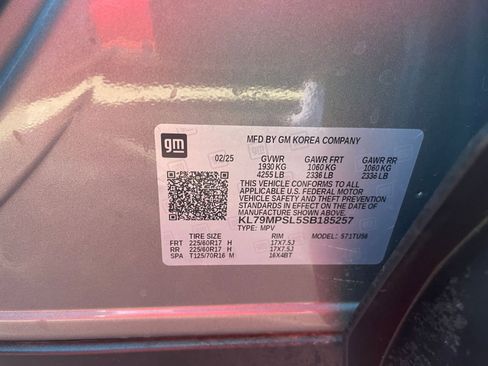 gm
MFD BY GM KOREA COMPANY
02/25 GVWR GAWR FRT GAWR RR
1930 KG 1060 KG 1060 KG
4255 LB 2336 LB 2336 LB
THIS VEHICLE CONFORMS TO ALL
APPLICABLE U.S. FEDERAL MOTOR
VEHICLE SAFETY AND THEFT
PREVENTION STANDARDS IN EFFECT
ON THE DATE OF
MANUFACTURE SHOWN ABOVE.
KL79MPSL5SB185257
TYPE: MPV
TIRE SIZE RIM MODEL:
FRT 225/60R17 H 17X7.5J
RR 225/60R17 H 17X7.5J
SPA T125/70R16 M 16X4BT